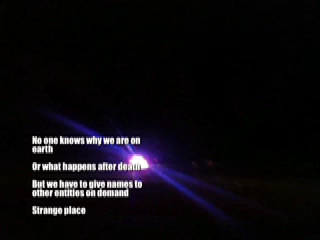 No one knows why we are on
earth
Or what happens after death
But we have to give names to
other entities on demand
Strange place